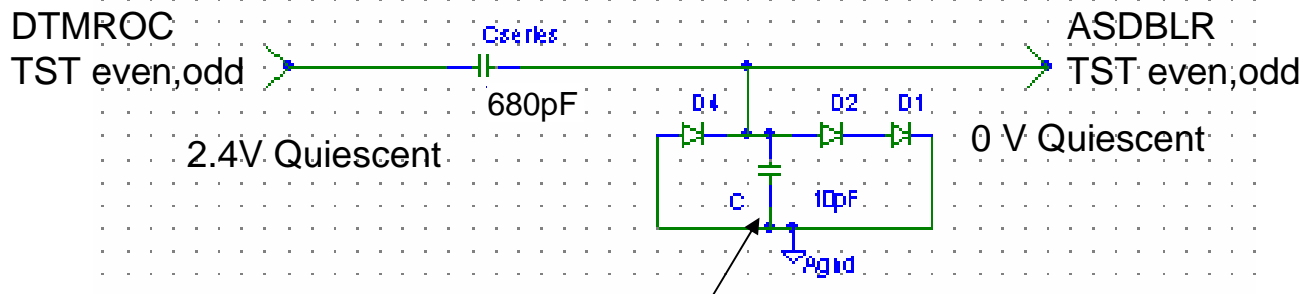 DTMROC
TST even,odd
Cseries
680pF
2.4V Quiescent
ASDBLR
TST even,odd
D4
D2
D1
0 V Quiescent
C
10pF
Agnd